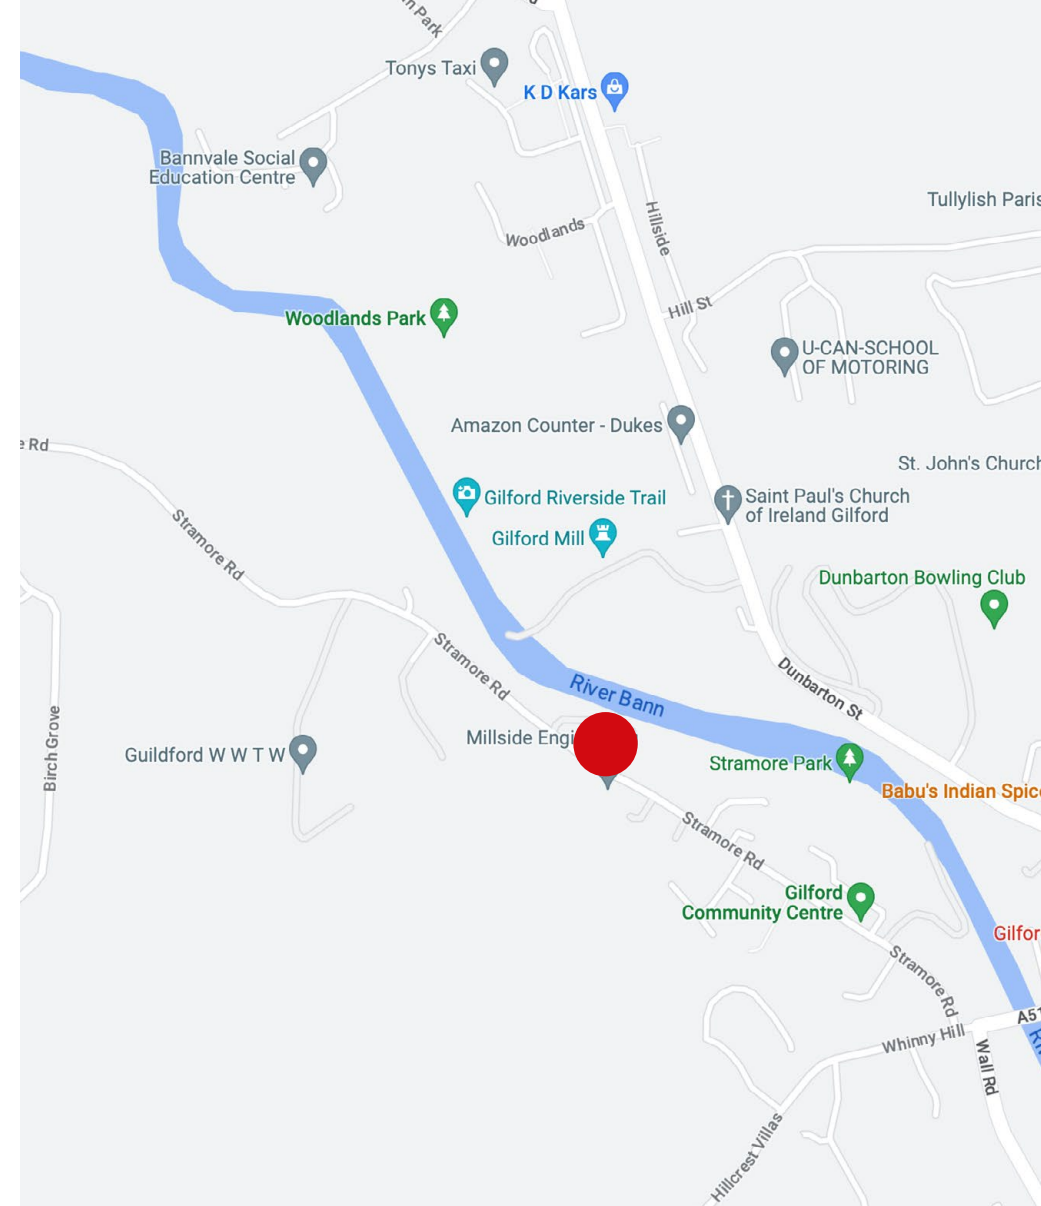 n Park
Tonys Taxi
K D Kars
Bannvale Social
Education Centre
Tullylish Paris
Hillside
Woodlands
Hill St
Woodlands Park
U-CAN-SCHOOL
OF MOTORING
Amazon Counter - Dukes
e Rd
St. John's Church
Gilford Riverside Trail
Saint Paul's Church
of Ireland Gilford
Stramore Rd
Gilford Mill
Dunbarton Bowling Club
Stramore Rd
River Bann
Dunbarton St
Birch Grove
Millside Engi
Guildford W W T W
Stramore Park
Babu's Indian Spice
Stramore Rd
Gilford
Community Centre
Gilfor
Stramore Rd
A51
Whinny Hill
Wall Rd
Hillcrest Villas